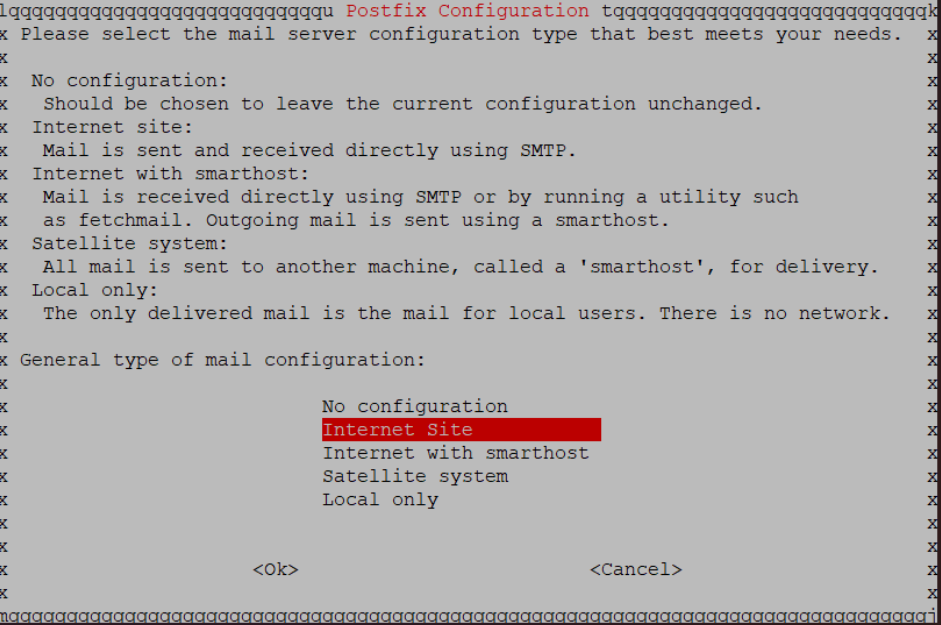 lqqqqqqqqqqqqqqqqqqqqqqqqqqqu Postfix Configuration tqqqqqqqqqqqqqqqqqqqqqqqqqqqk
x Please select the mail server configuration type that best meets your needs. x
x x
x No configuration: x
x Should be chosen to leave the current configuration unchanged. x
x Internet site: x
x Mail is sent and received directly using SMTP. x
x Internet with smarthost: x
x Mail is received directly using SMTP or by running a utility such x
x as fetchmail. Outgoing mail is sent using a smarthost. x
x Satellite system: x
x All mail is sent to another machine, called a 'smarthost', for delivery. x
x Local only: x
x The only delivered mail is the mail for local users. There is no network. x
x x
x General type of mail configuration: x
x x
x No configuration x
x Internet Site x
x Internet with smarthost x
x Satellite system x
x Local only x
x x
x x
x <Ok> <Cancel> x
x x
mqqqqqqqqqqqqqqqqqqqqqqqqqqqqqqqqqqqqqqqqqqqqqqqqqqqqqqqqqqqqqqqqqqqqqqqqqqqqqqqj